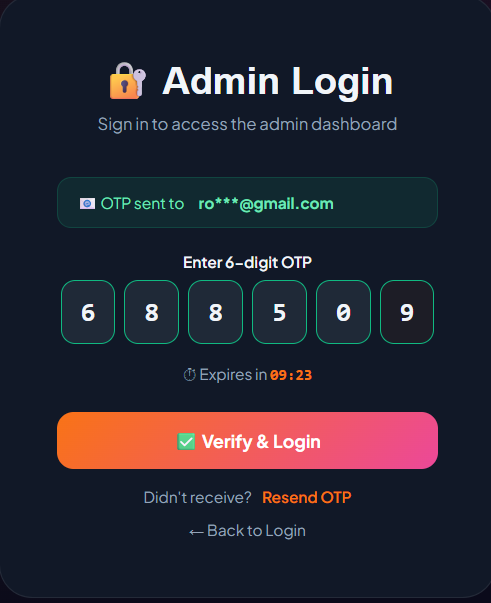 🔐 Admin Login
Sign in to access the admin dashboard
📧 OTP sent to ro***@gmail.com
Enter 6-digit OTP
6 8 8 5 0 9
⏱ Expires in 09:23
✅ Verify & Login
Didn't receive? Resend OTP
← Back to Login